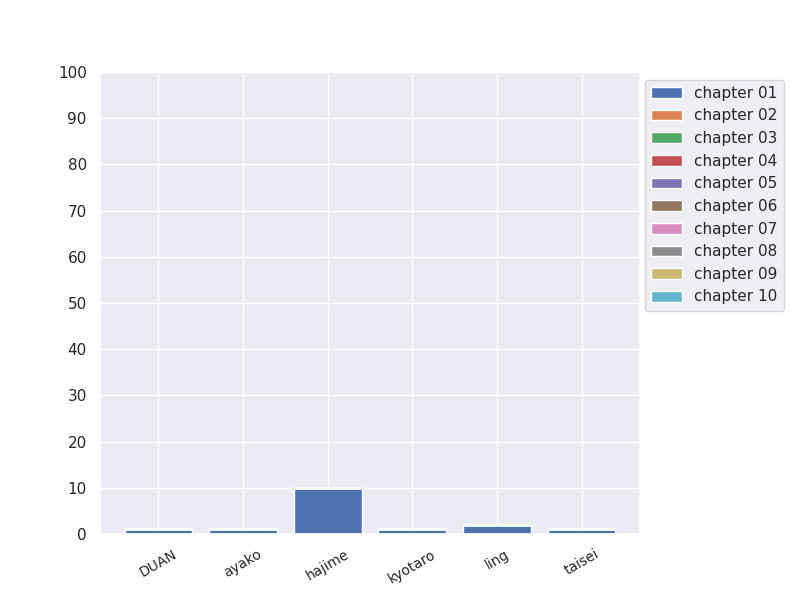 100
90
80
70
60
50
40
30
20
10
0
DUAN
ayako
hajime
kyotaro
ling
taisei
chapter 01
chapter 02
chapter 03
chapter 04
chapter 05
chapter 06
chapter 07
chapter 08
chapter 09
chapter 10